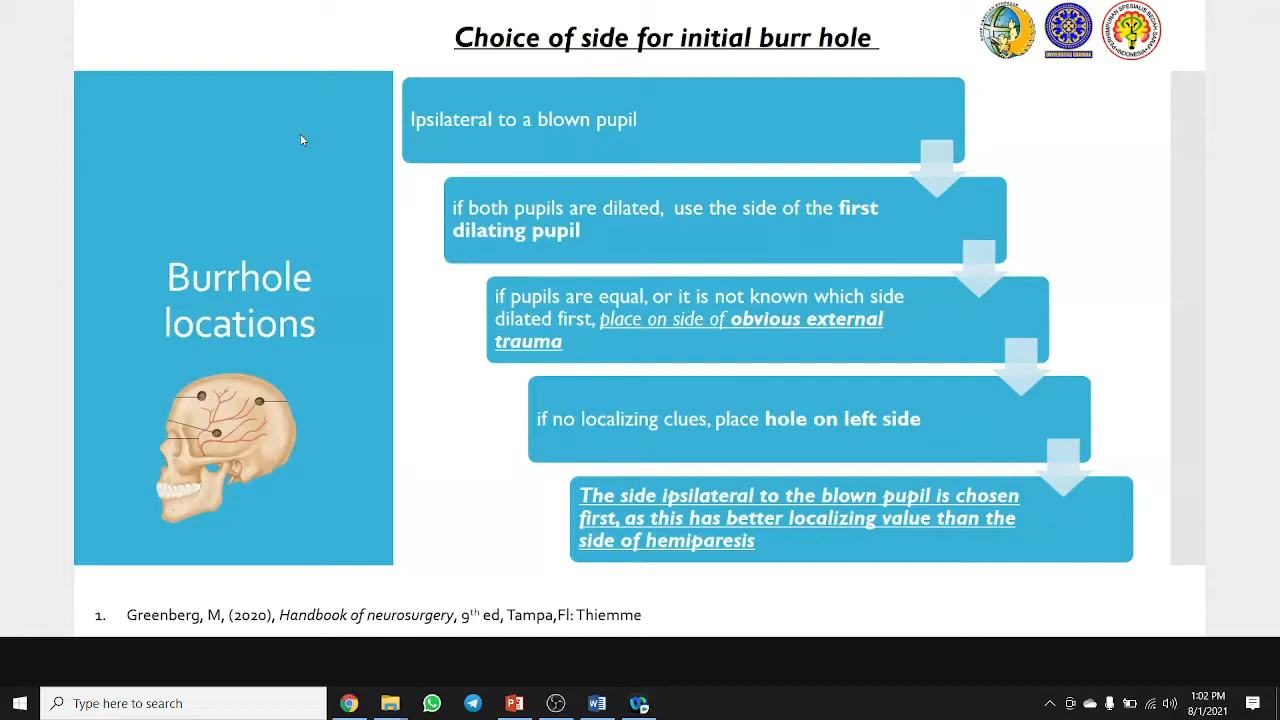 Choice of side for initial burr hole
UNIVERSITAS UDAYANA
Ipsilateral to a blown pupil
if both pupils are dilated, use the side of the first
dilating pupil
if pupils are equal, or it is not known which side
dilated first, place on side of obvious external
trauma
if no localizing clues, place hole on left side
The side ipsilateral to the blown pupil is chosen
first, as this has better localizing value than the
side of hemiparesis
Burrhole
locations
1. Greenberg, M, (2020), Handbook of neurosurgery, 9th ed, Tampa,Fl: Thiemme
Type here to search
1:02 PM
8/1/2021